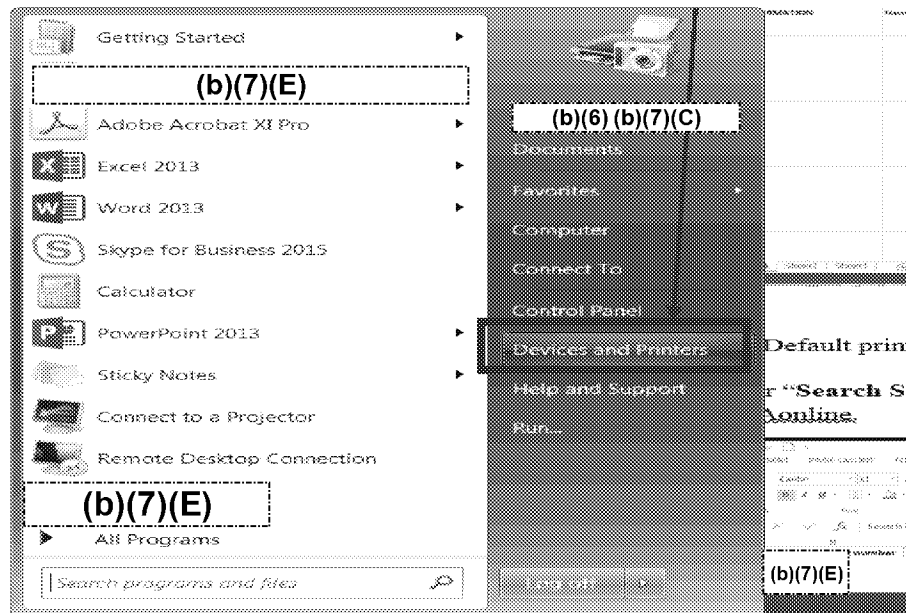 Getting Started
(b)(7)(E)
Adobe Acrobat XI Pro
Excel 2013
Word 2013
Skype for Business 2015
Calculator
PowerPoint 2013
Sticky Notes
Connect to a Projector
Remote Desktop Connection
(b)(7)(E)
All Programs
Search programs and files
(b)(6) (b)(7)(C)
Documents
Favorites
Computer
Connect To
Control Panel
Devices and Printers
Help and Support
Run...
Log off
Default prin
r “Search S
online.
(b)(7)(E)